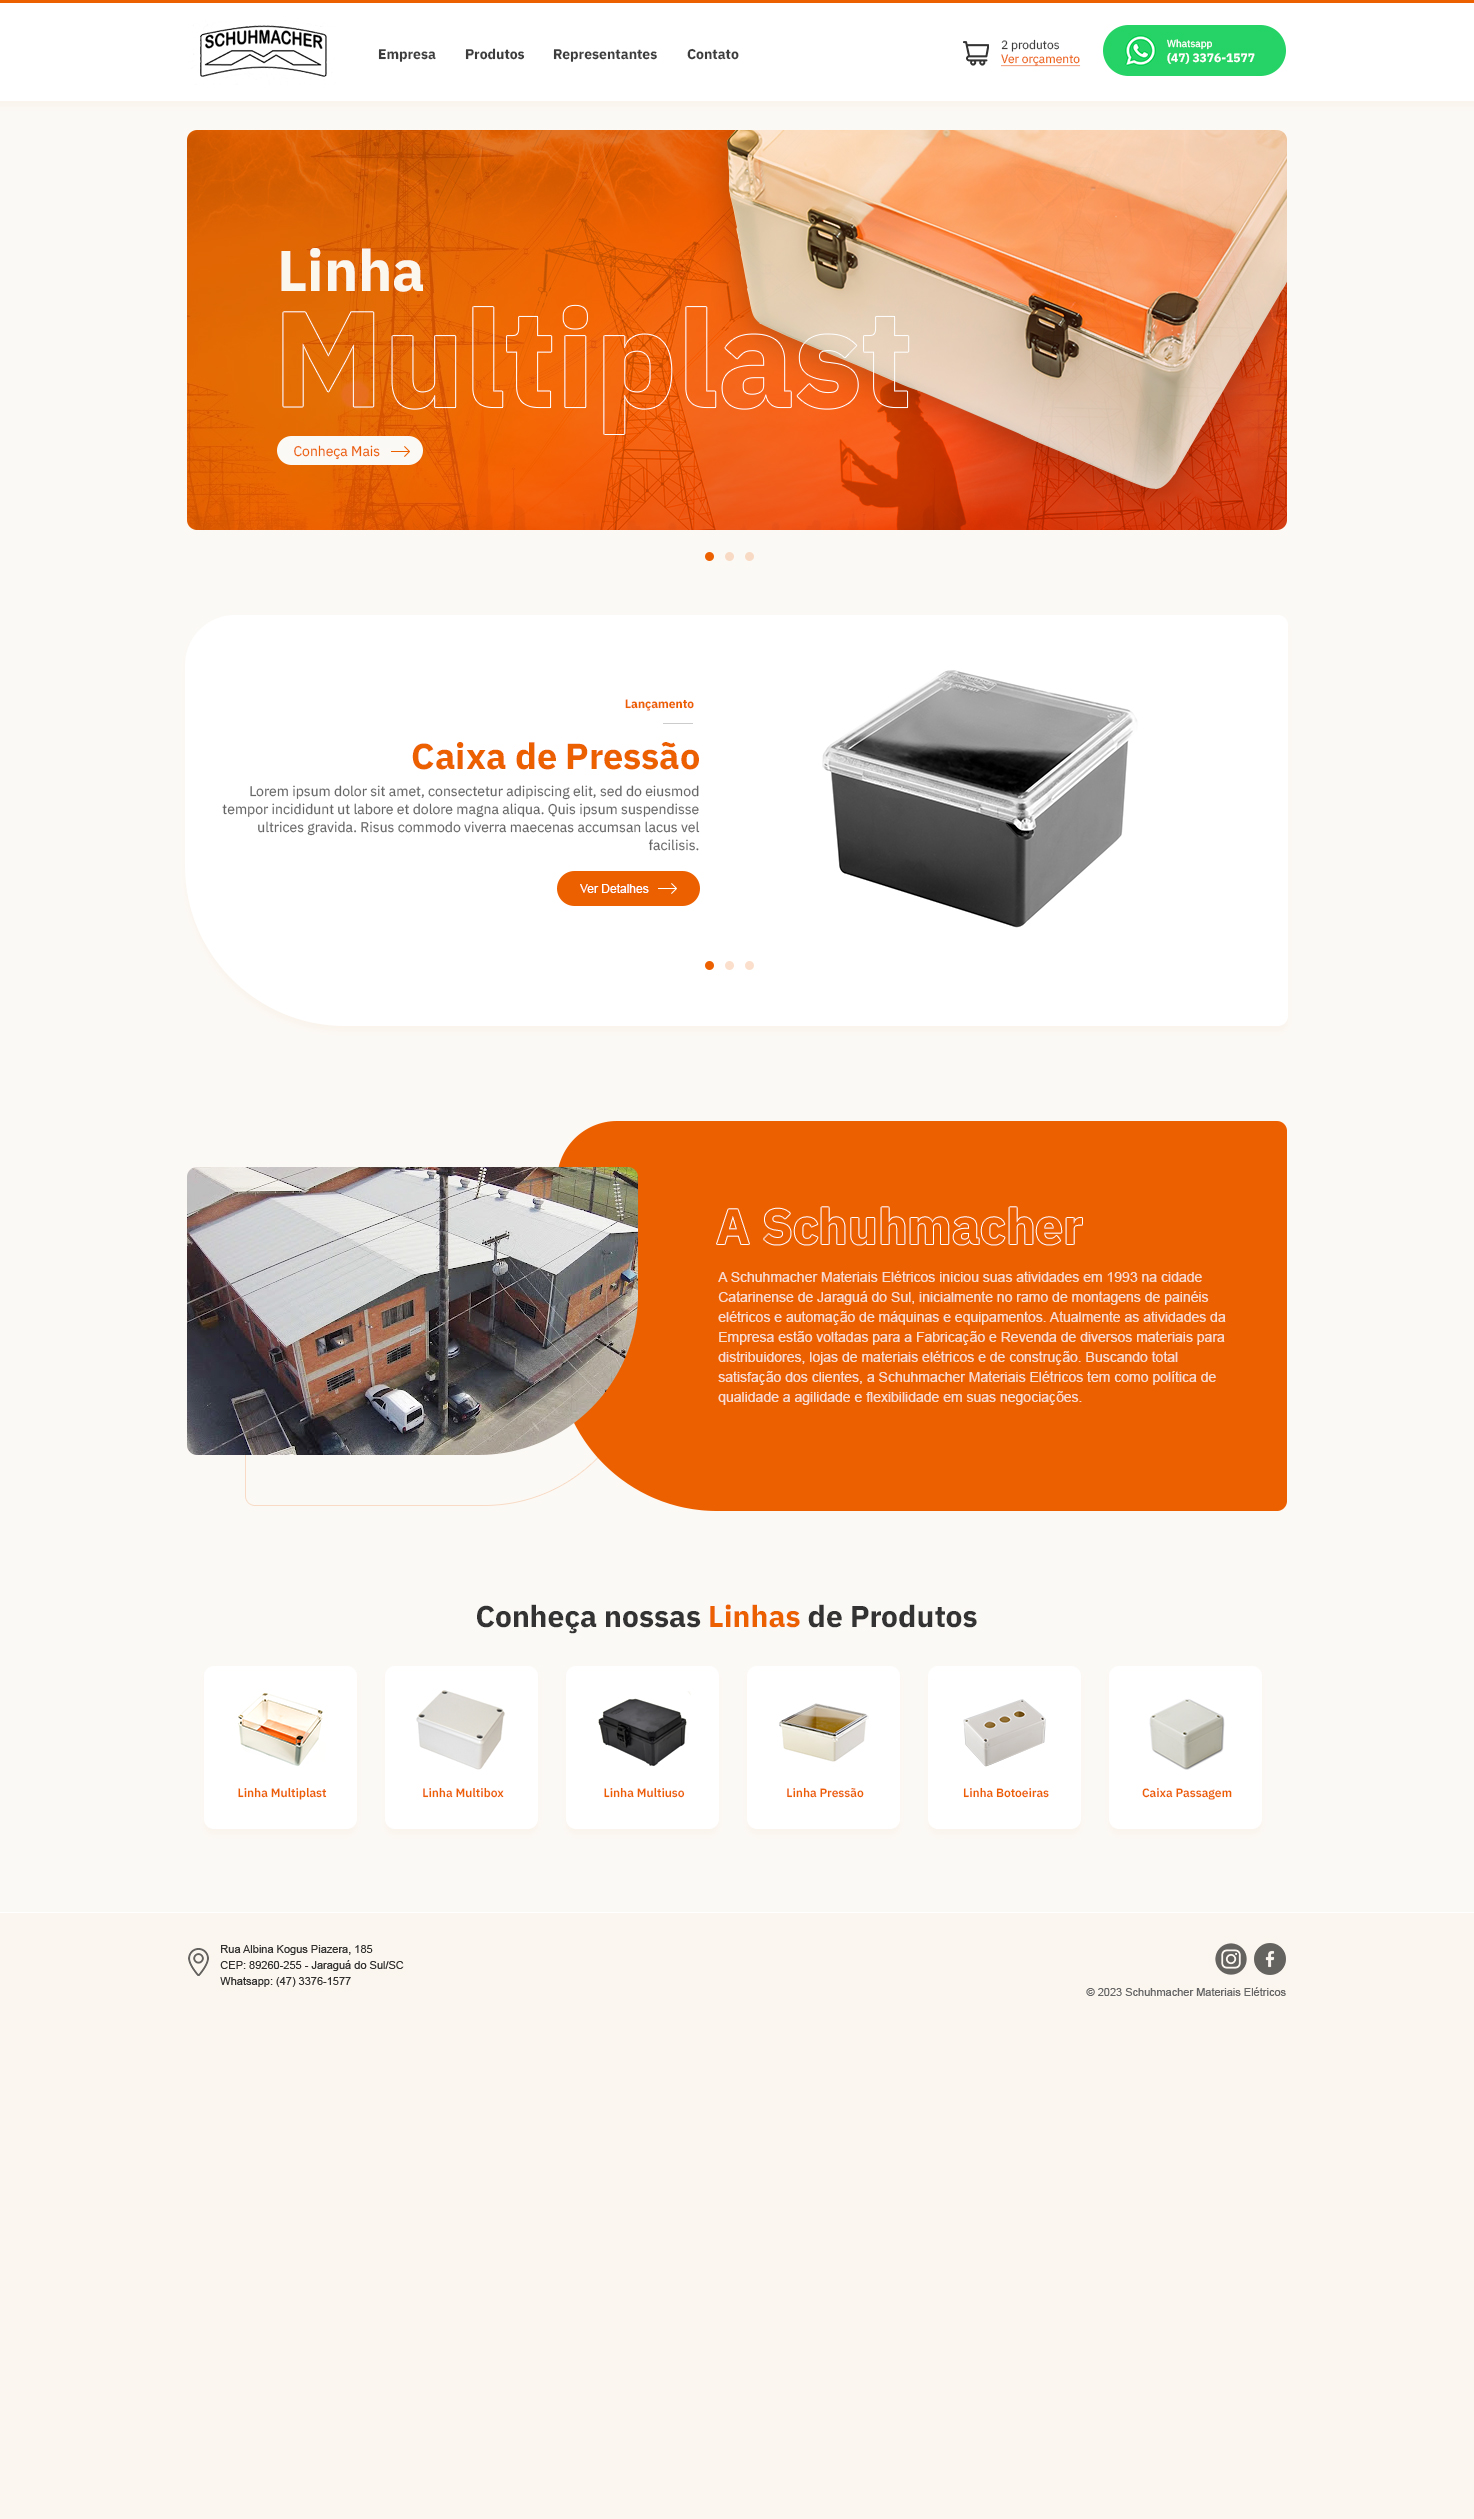 SCHUHMACHER
Empresa Produtos Representantes Contato
2 produtos
Ver orçamento
Whatsapp
(47) 3376-1577
Linha
Multiplast
Conheça Mais
Lançamento
Caixa de Pressão
Lorem ipsum dolor sit amet, consectetur adipiscing elit, sed do eiusmod
tempor incididunt ut labore et dolore magna aliqua. Quis ipsum suspendisse
ultrices gravida. Risus commodo viverra maecenas accumsan lacus vel
facilisis.
Ver Detalhes
A Schuhmacher
A Schuhmacher Materiais Elétricos iniciou suas atividades em 1993 na cidade
Catarinense de Jaraguá do Sul, inicialmente no ramo de montagens de painéis
elétricos e automação de máquinas e equipamentos. Atualmente as atividades da
Empresa estão voltadas para a Fabricação e Revenda de diversos materiais para
distribuidores, lojas de materiais elétricos e de construção. Buscando total
satisfação dos clientes, a Schuhmacher Materiais Elétricos tem como política de
qualidade a agilidade e flexibilidade em suas negociações.
Conheça nossas Linhas de Produtos
Linha Multiplast
Linha Multibox
Linha Multiuso
Linha Pressão
Linha Botoeiras
Caixa Passagem
Rua Albina Kogus Piazera, 185
CEP: 89260-255 - Jaraguá do Sul/SC
Whatsapp: (47) 3376-1577
© 2023 Schuhmacher Materiais Elétricos